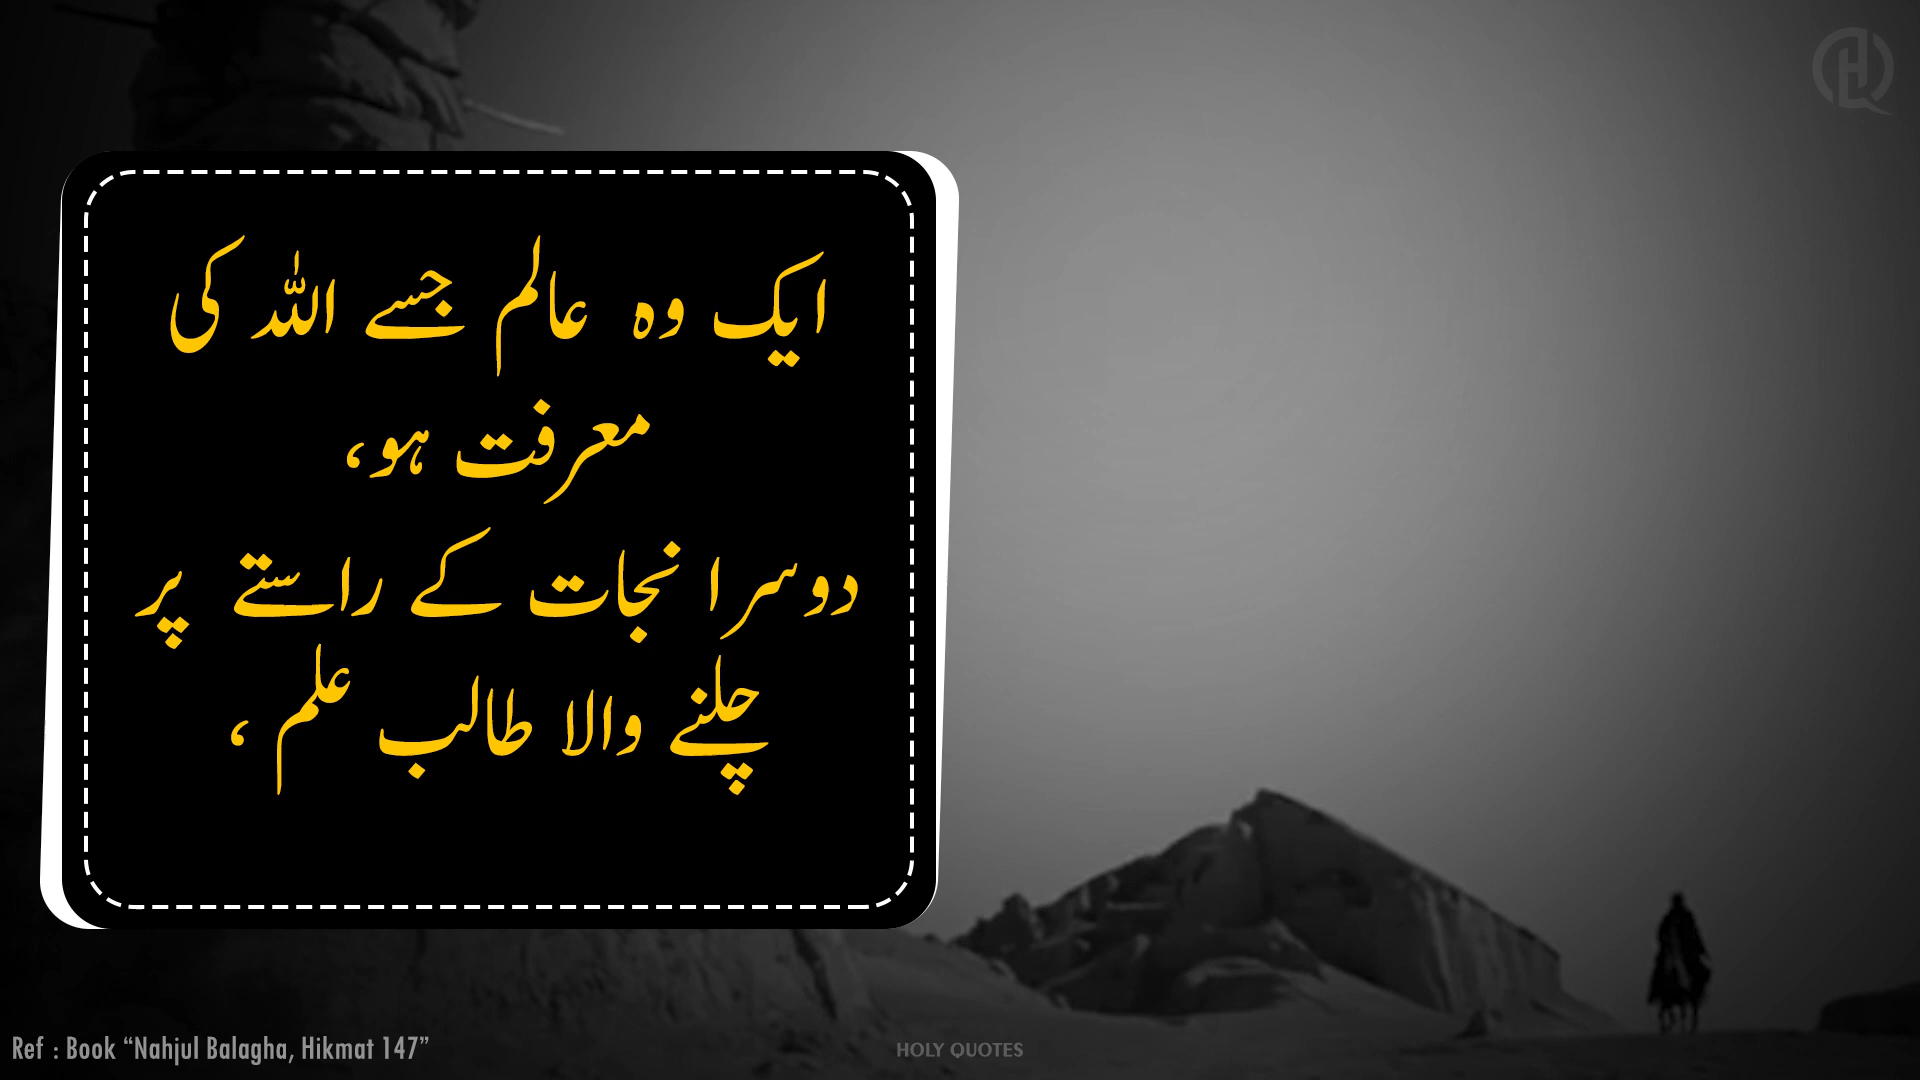 ایک وہ عالم جسے اللہ کی
معرفت ہو،
دوسرا نجات کے راستے پر
چلنے والا طالب علم ،
Ref : Book “Nahjul Balagha, Hikmat 147”
HOLY QUOTES